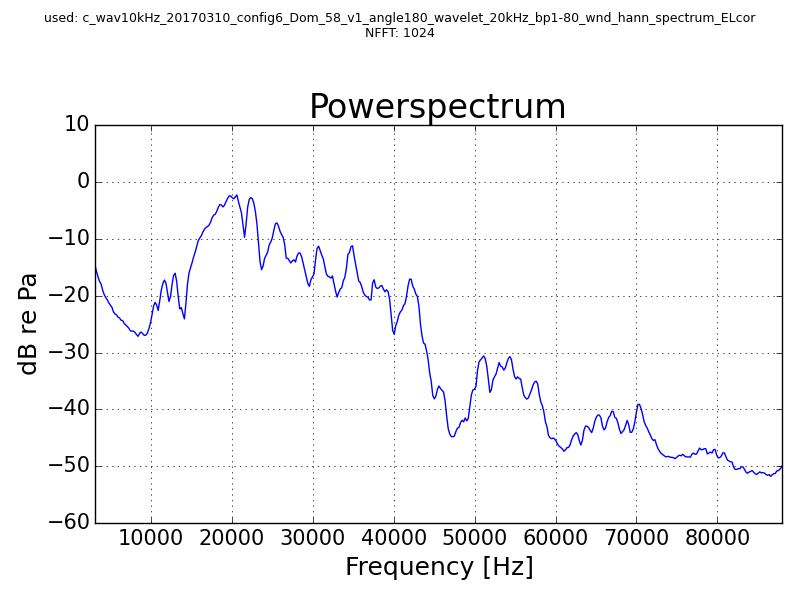 used: c_wav10kHz_20170310_config6_Dom_58_v1_angle180_wavelet_20kHz_bp1-80_wnd_hann_spectrum_ELcor
NFFT: 1024
Powerspectrum
10
0
−10
−20
−30
−40
−50
−60
dB re Pa
10000 20000 30000 40000 50000 60000 70000 80000
Frequency [Hz]